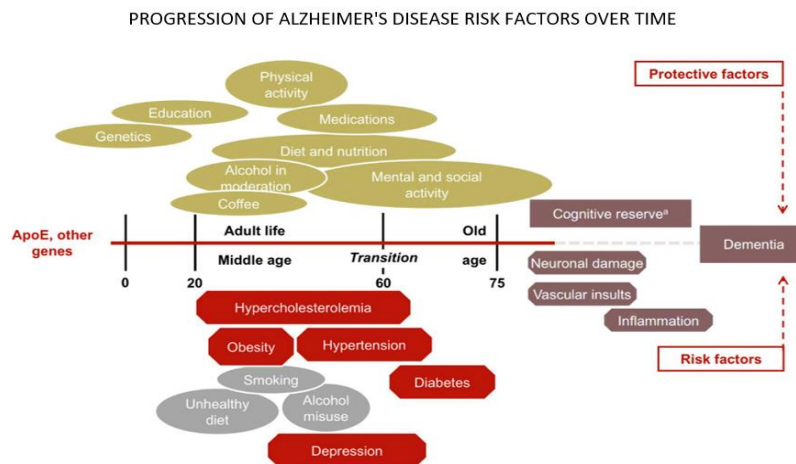 PROGRESSION OF ALZHEIMER'S DISEASE RISK FACTORS OVER TIME
Physical
activity
Protective factors
Education
Medications
Genetics
Diet and nutrition
Alcohol in
moderation
Mental and social
activity
Coffee
Cognitive reserveª
ApoE, other
genes
Adult life
Old
Dementia
Middle age
Transition
age
Neuronal damage
0
20
60
75
Vascular insults
Hypercholesterolemia
Inflammation
Obesity
Hypertension
Risk factors
Smoking
Diabetes
Unhealthy
diet
Alcohol
misuse
Depression